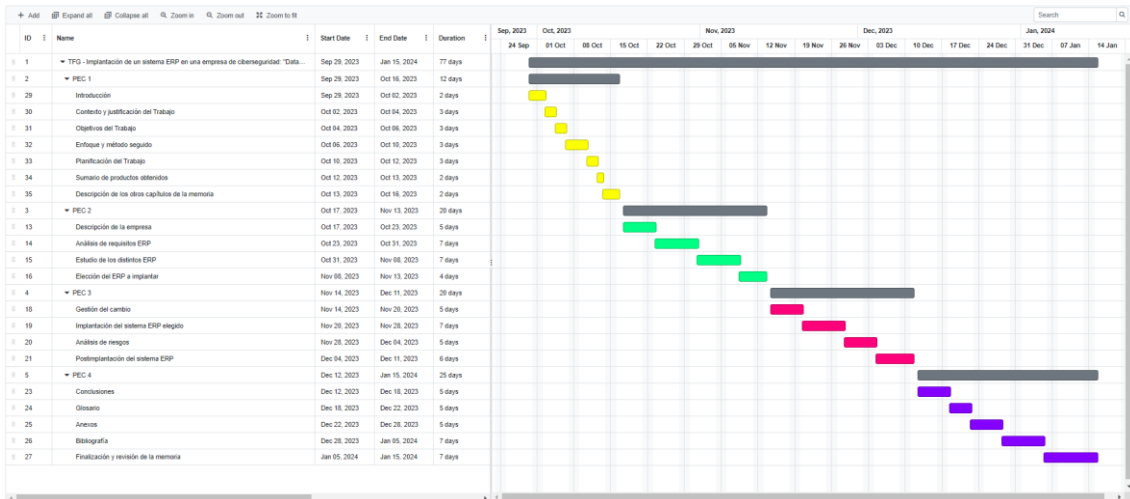 + Add Expand all Collapse all Zoom in Zoom out Zoom to fit Search
ID Name Start Date End Date Duration
Sep, 2023 Oct, 2023 Nov, 2023 Dec, 2023 Jan, 2024
24 Sep 01 Oct 08 Oct 15 Oct 22 Oct 29 Oct 05 Nov 12 Nov 19 Nov 26 Nov 03 Dec 10 Dec 17 Dec 24 Dec 31 Dec 07 Jan 14 Jan
1 TFG - Implantación de un sistema ERP en una empresa de ciberseguridad: "Data... Sep 29, 2023 Jan 15, 2024 77 days
2 PEC 1 Sep 29, 2023 Oct 16, 2023 12 days
29 Introducción Sep 29, 2023 Oct 02, 2023 2 days
30 Contexto y justificación del Trabajo Oct 02, 2023 Oct 04, 2023 3 days
31 Objetivos del Trabajo Oct 04, 2023 Oct 06, 2023 3 days
32 Enfoque y método seguido Oct 06, 2023 Oct 10, 2023 3 days
33 Planificación del Trabajo Oct 10, 2023 Oct 12, 2023 3 days
34 Sumario de productos obtenidos Oct 12, 2023 Oct 13, 2023 2 days
35 Descripción de los otros capítulos de la memoria Oct 13, 2023 Oct 16, 2023 2 days
3 PEC 2 Oct 17, 2023 Nov 13, 2023 20 days
13 Descripción de la empresa Oct 17, 2023 Oct 23, 2023 5 days
14 Análisis de requisitos ERP Oct 23, 2023 Oct 31, 2023 7 days
15 Estudio de los distintos ERP Oct 31, 2023 Nov 08, 2023 7 days
16 Elección del ERP a implantar Nov 08, 2023 Nov 13, 2023 4 days
4 PEC 3 Nov 14, 2023 Dec 11, 2023 20 days
18 Gestión del cambio Nov 14, 2023 Nov 20, 2023 5 days
19 Implantación del sistema ERP elegido Nov 20, 2023 Nov 28, 2023 7 days
20 Análisis de riesgos Nov 28, 2023 Dec 04, 2023 5 days
21 Postimplantación del sistema ERP Dec 04, 2023 Dec 11, 2023 6 days
5 PEC 4 Dec 12, 2023 Jan 15, 2024 25 days
23 Conclusiones Dec 12, 2023 Dec 18, 2023 5 days
24 Glosario Dec 18, 2023 Dec 22, 2023 5 days
25 Anexos Dec 22, 2023 Dec 28, 2023 5 days
26 Bibliografía Dec 28, 2023 Jan 05, 2024 7 days
27 Finalización y revisión de la memoria Jan 05, 2024 Jan 15, 2024 7 days